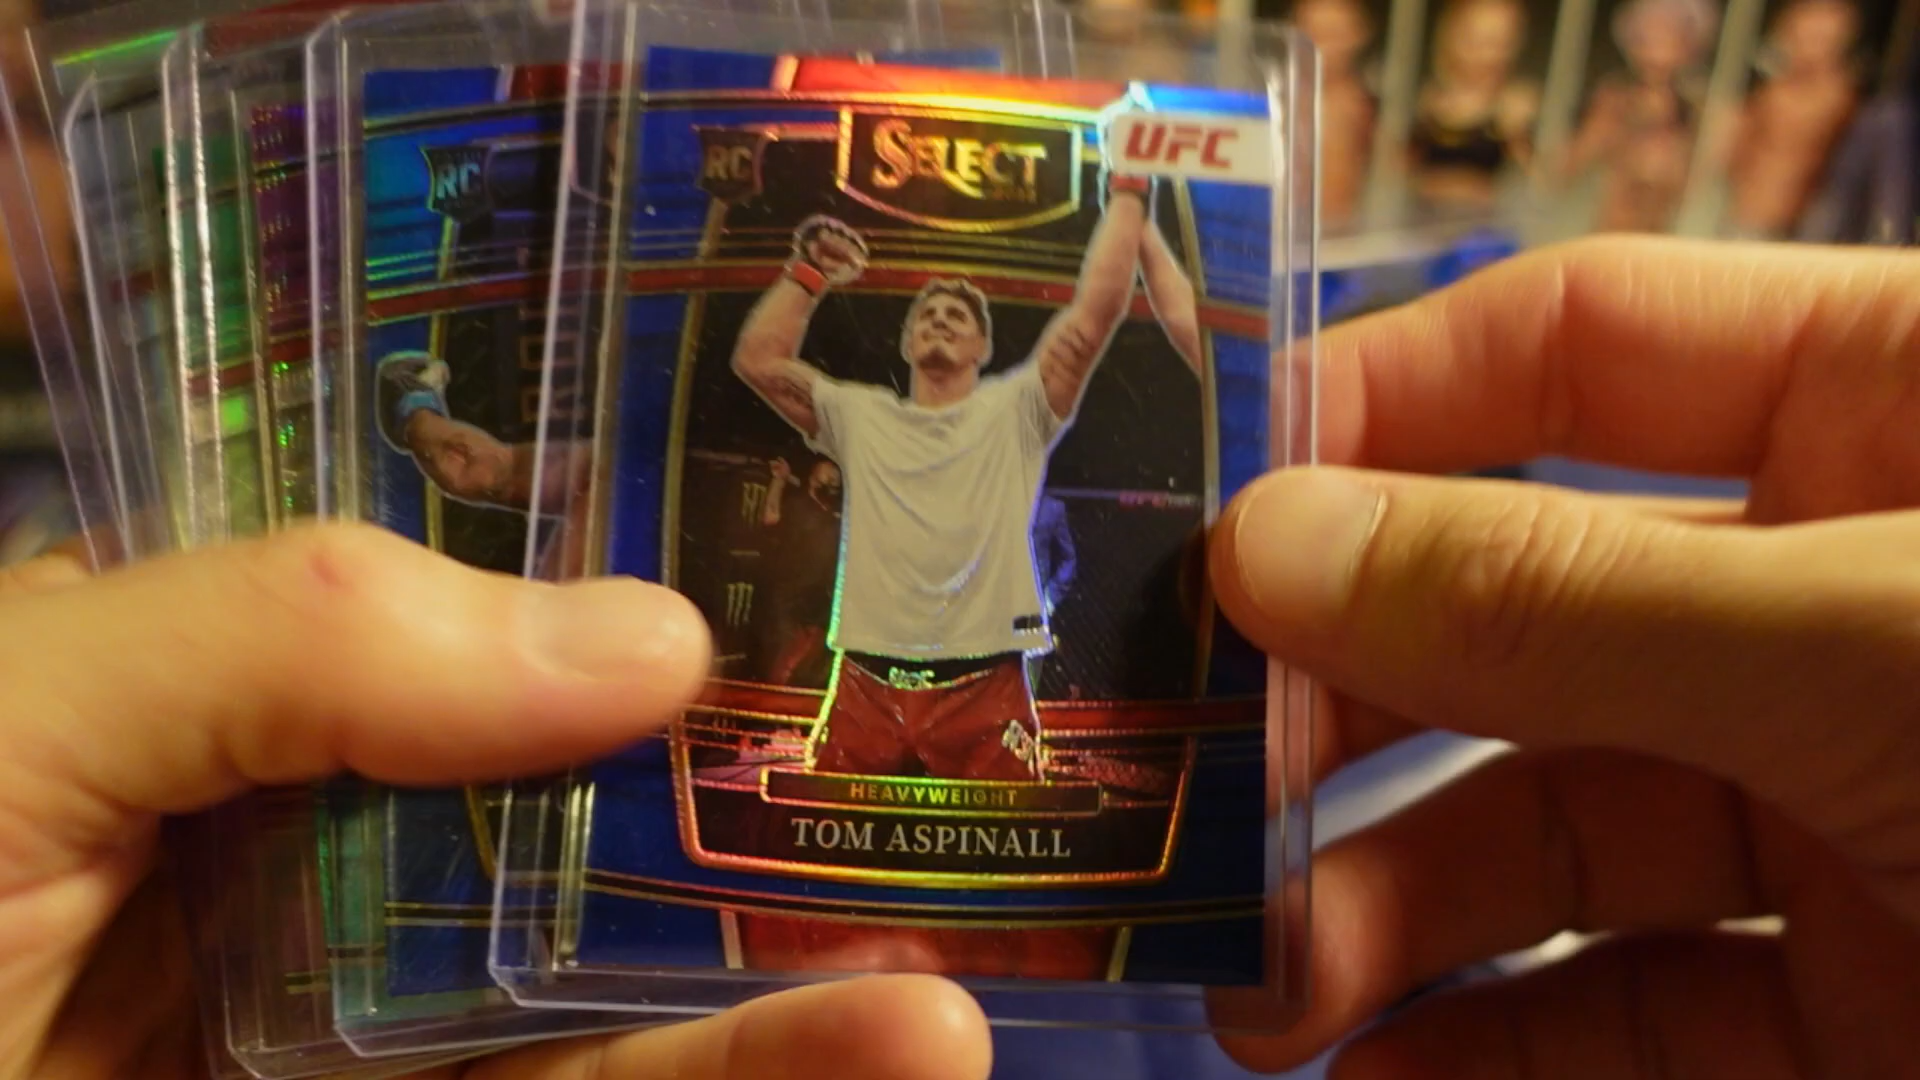 RC
RC
SELECT
UFC
HEAVYWEIGHT
TOM ASPINALL